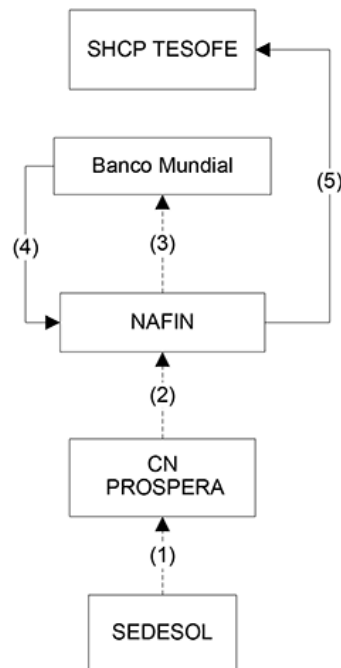 SHCP TESOFE
Banco Mundial
(5)
(4)
(3)
NAFIN
(2)
CN
PROSPERA
(1)
SEDESOL